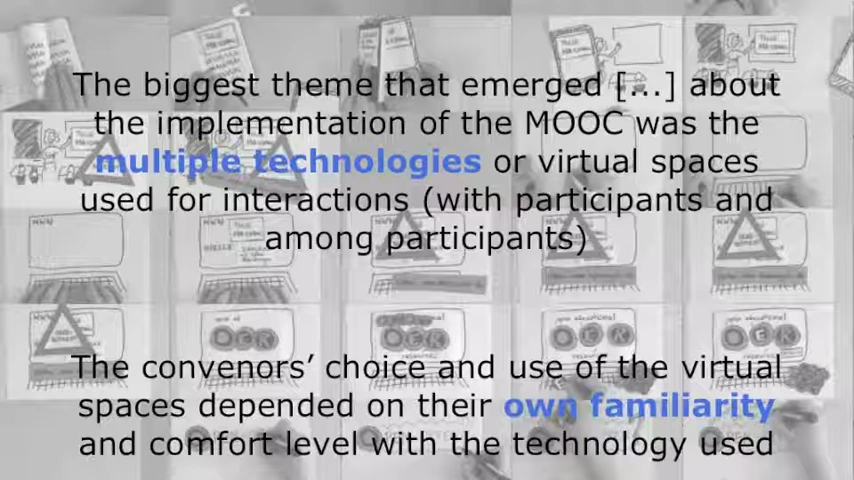 The biggest theme that emerged [...] about
the implementation of the MOOC was the
multiple technologies or virtual spaces
used for interactions (with participants and
among participants)
The convenors’ choice and use of the virtual
spaces depended on their own familiarity
and comfort level with the technology used